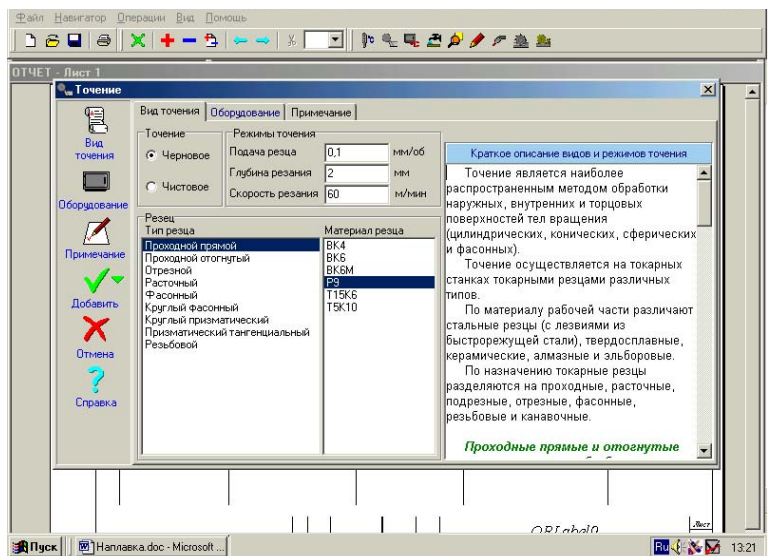 Файл Навигатор Операции Вид Помощь
ОТЧЕТ - Лист 1
Точение
Вид точения
Оборудование
Примечание
Добавить
Отмена
Справка
Вид точения Оборудование Примечание
Точение
Черновое
Чистовое
Режимы точения
Подача резца 0,1 мм/об
Глубина резания 2 мм
Скорость резания 60 м/мин
Резец
Тип резца
Проходной прямой
Проходной отогнутый
Отрезной
Расточный
Фасонный
Круглый фасонный
Круглый призматический
Призматический тангенциальный
Резьбовой
Материал резца
ВК4
ВК6
ВК6М
Р9
Т15К6
Т5К10
Краткое описание видов и режимов точения
Точение является наиболее
распространенным методом обработки
наружных, внутренних и торцовых
поверхностей тел вращения
(цилиндрических, конических, сферических
и фасонных).
Точение осуществляется на токарных
станках токарными резцами различных
типов.
По материалу рабочей части различают
стальные резцы (с лезвиями из
быстрорежущей стали), твердосплавные,
керамические, алмазные и эльборовые.
По назначению токарные резцы
разделяются на проходные, расточные,
подрезные, отрезные, фасонные,
резьбовые и канавочные.
Проходные прямые и отогнутые
Лист
Пуск Наплавка.doc - Microsoft ... Ru 13:21